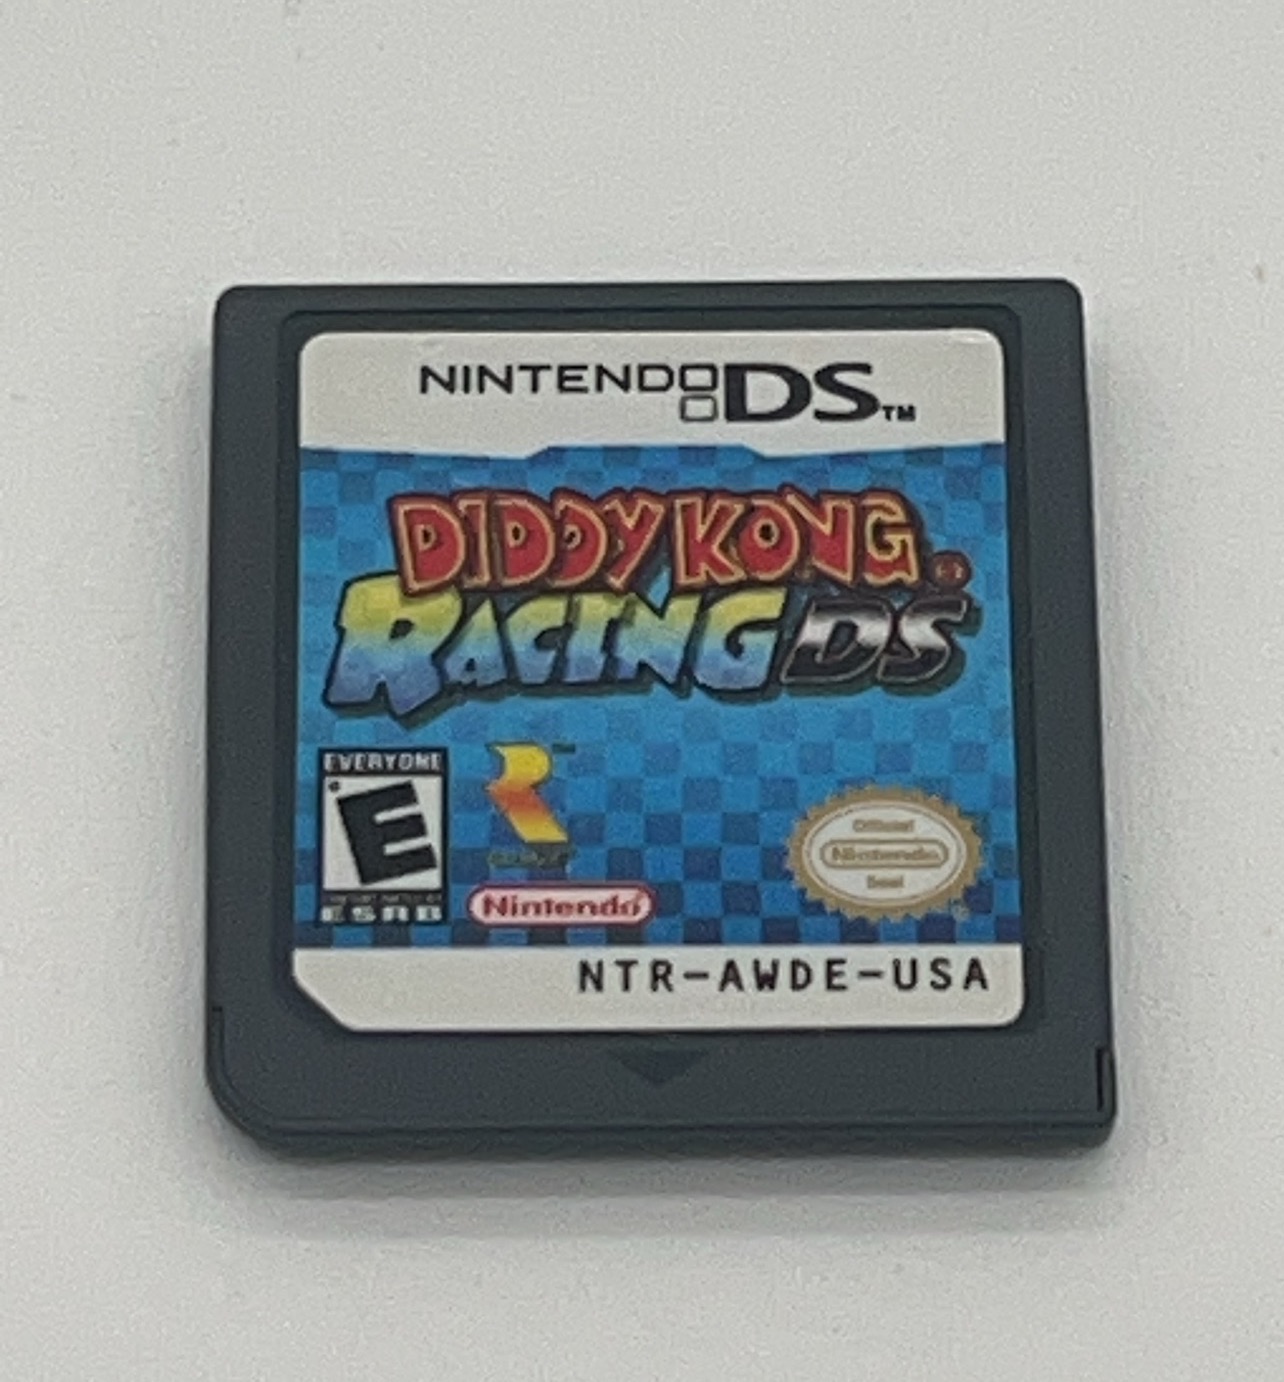 NINTENDO DS™
DIDDY KONG®
RACING DS
EVERYONE
E
ESRB
Nintendo
Official
Nintendo
Seal
NTR-AWDE-USA